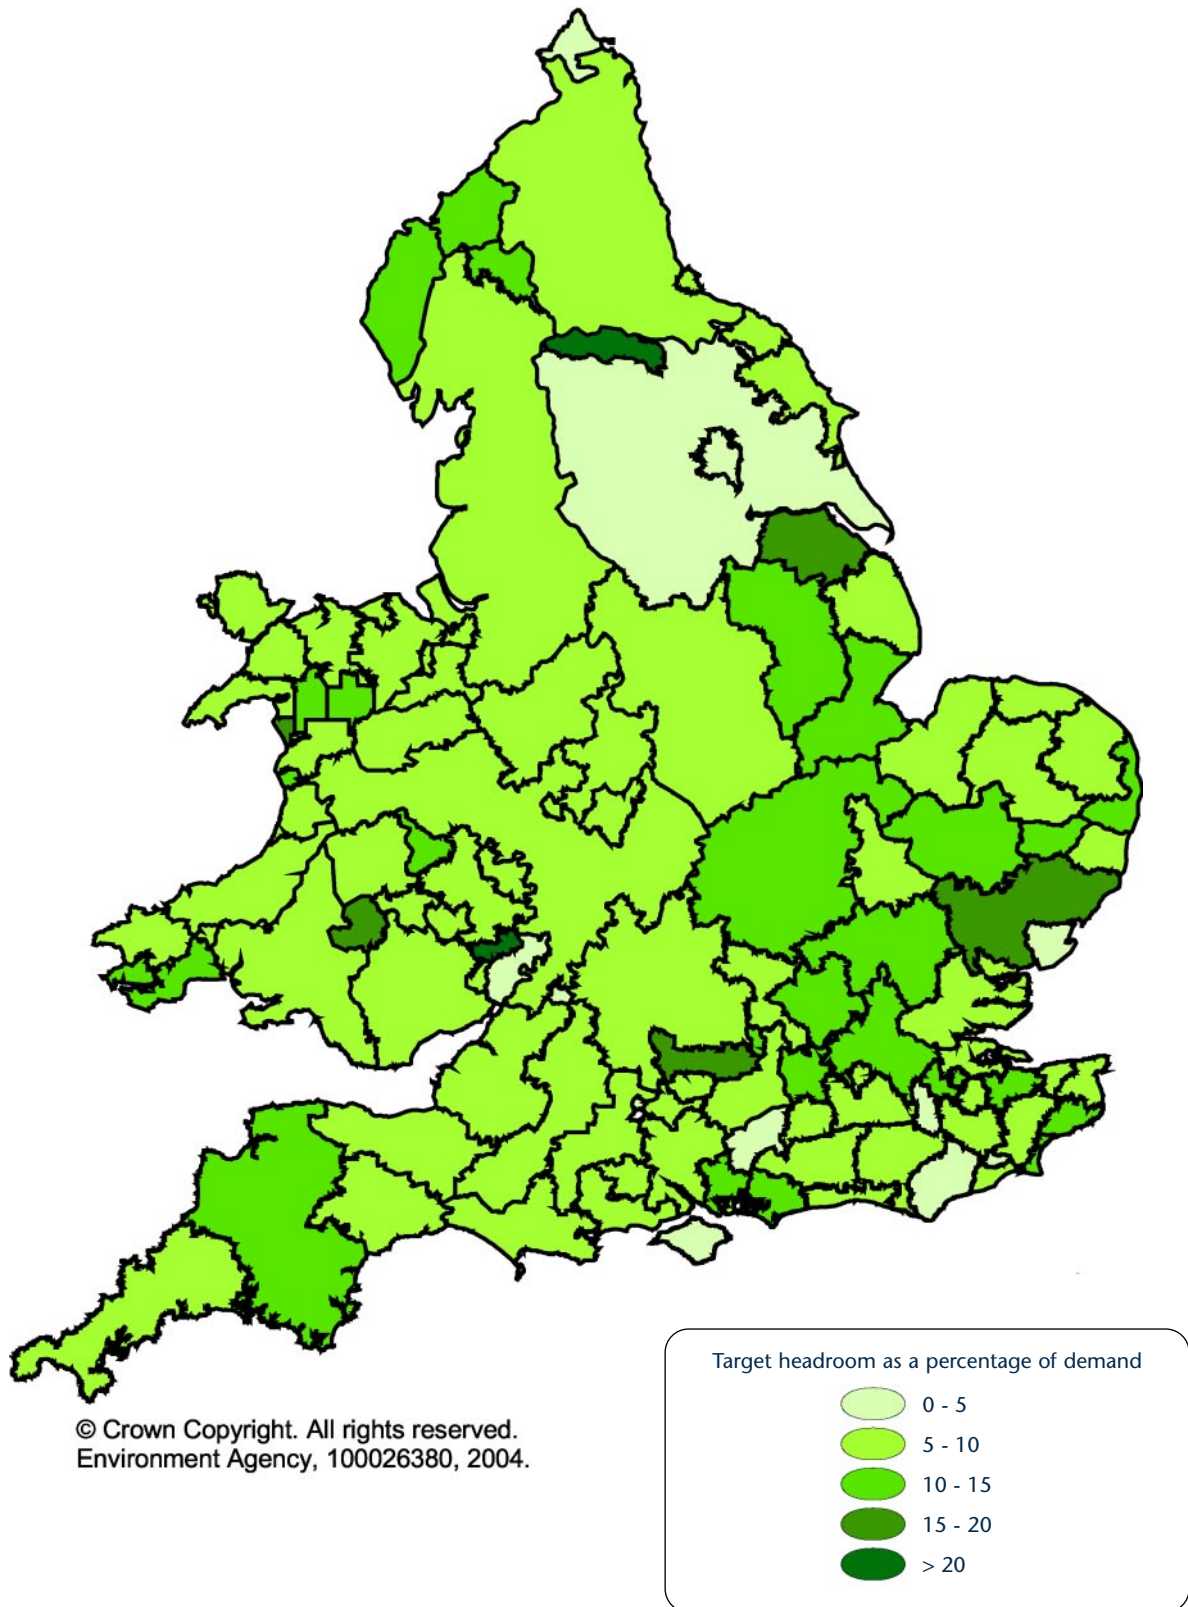 © Crown Copyright. All rights reserved.
Environment Agency, 100026380, 2004.
Target headroom as a percentage of demand
0 - 5
5 - 10
10 - 15
15 - 20
> 20